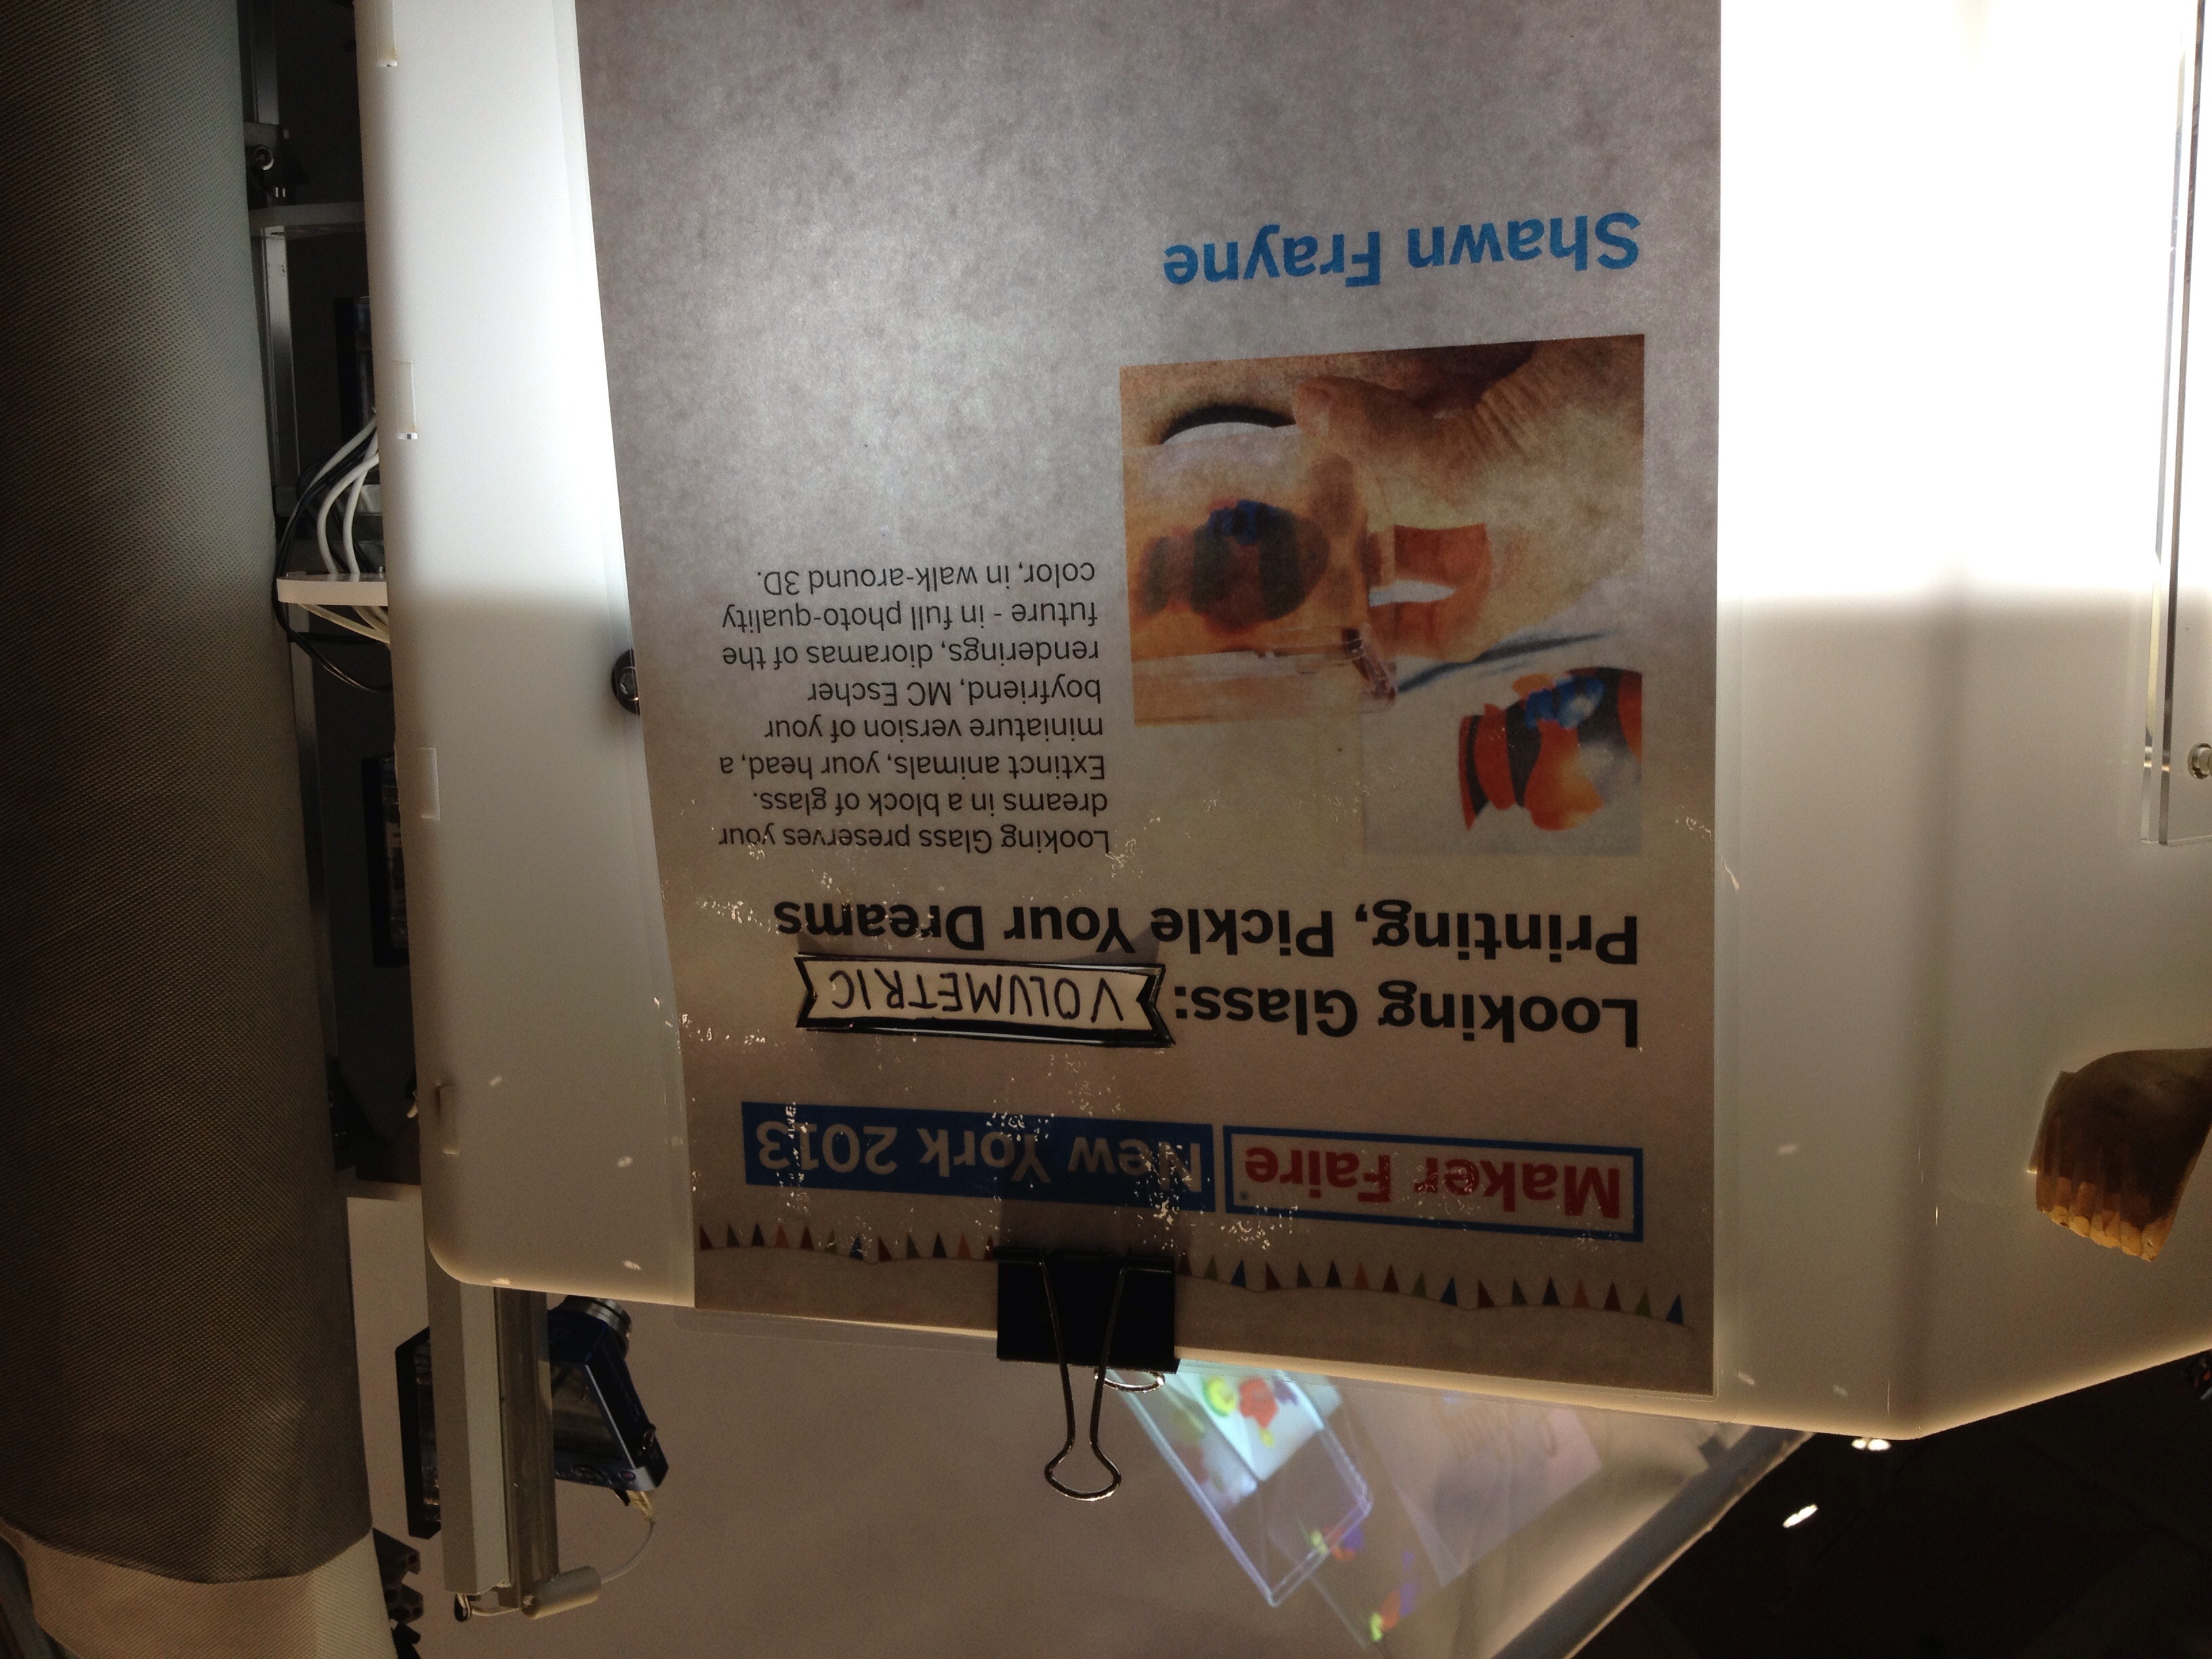 Maker Faire New York 2013
Looking Glass: VOLUMETRIC
Printing, Pickle Your Dreams
Looking Glass preserves your
dreams in a block of glass.
Extinct animals, your head, a
miniature version of your
boyfriend, MC Escher
renderings, dioramas of the
future - in full photo-quality
color, in walk-around 3D.
Shawn Frayne